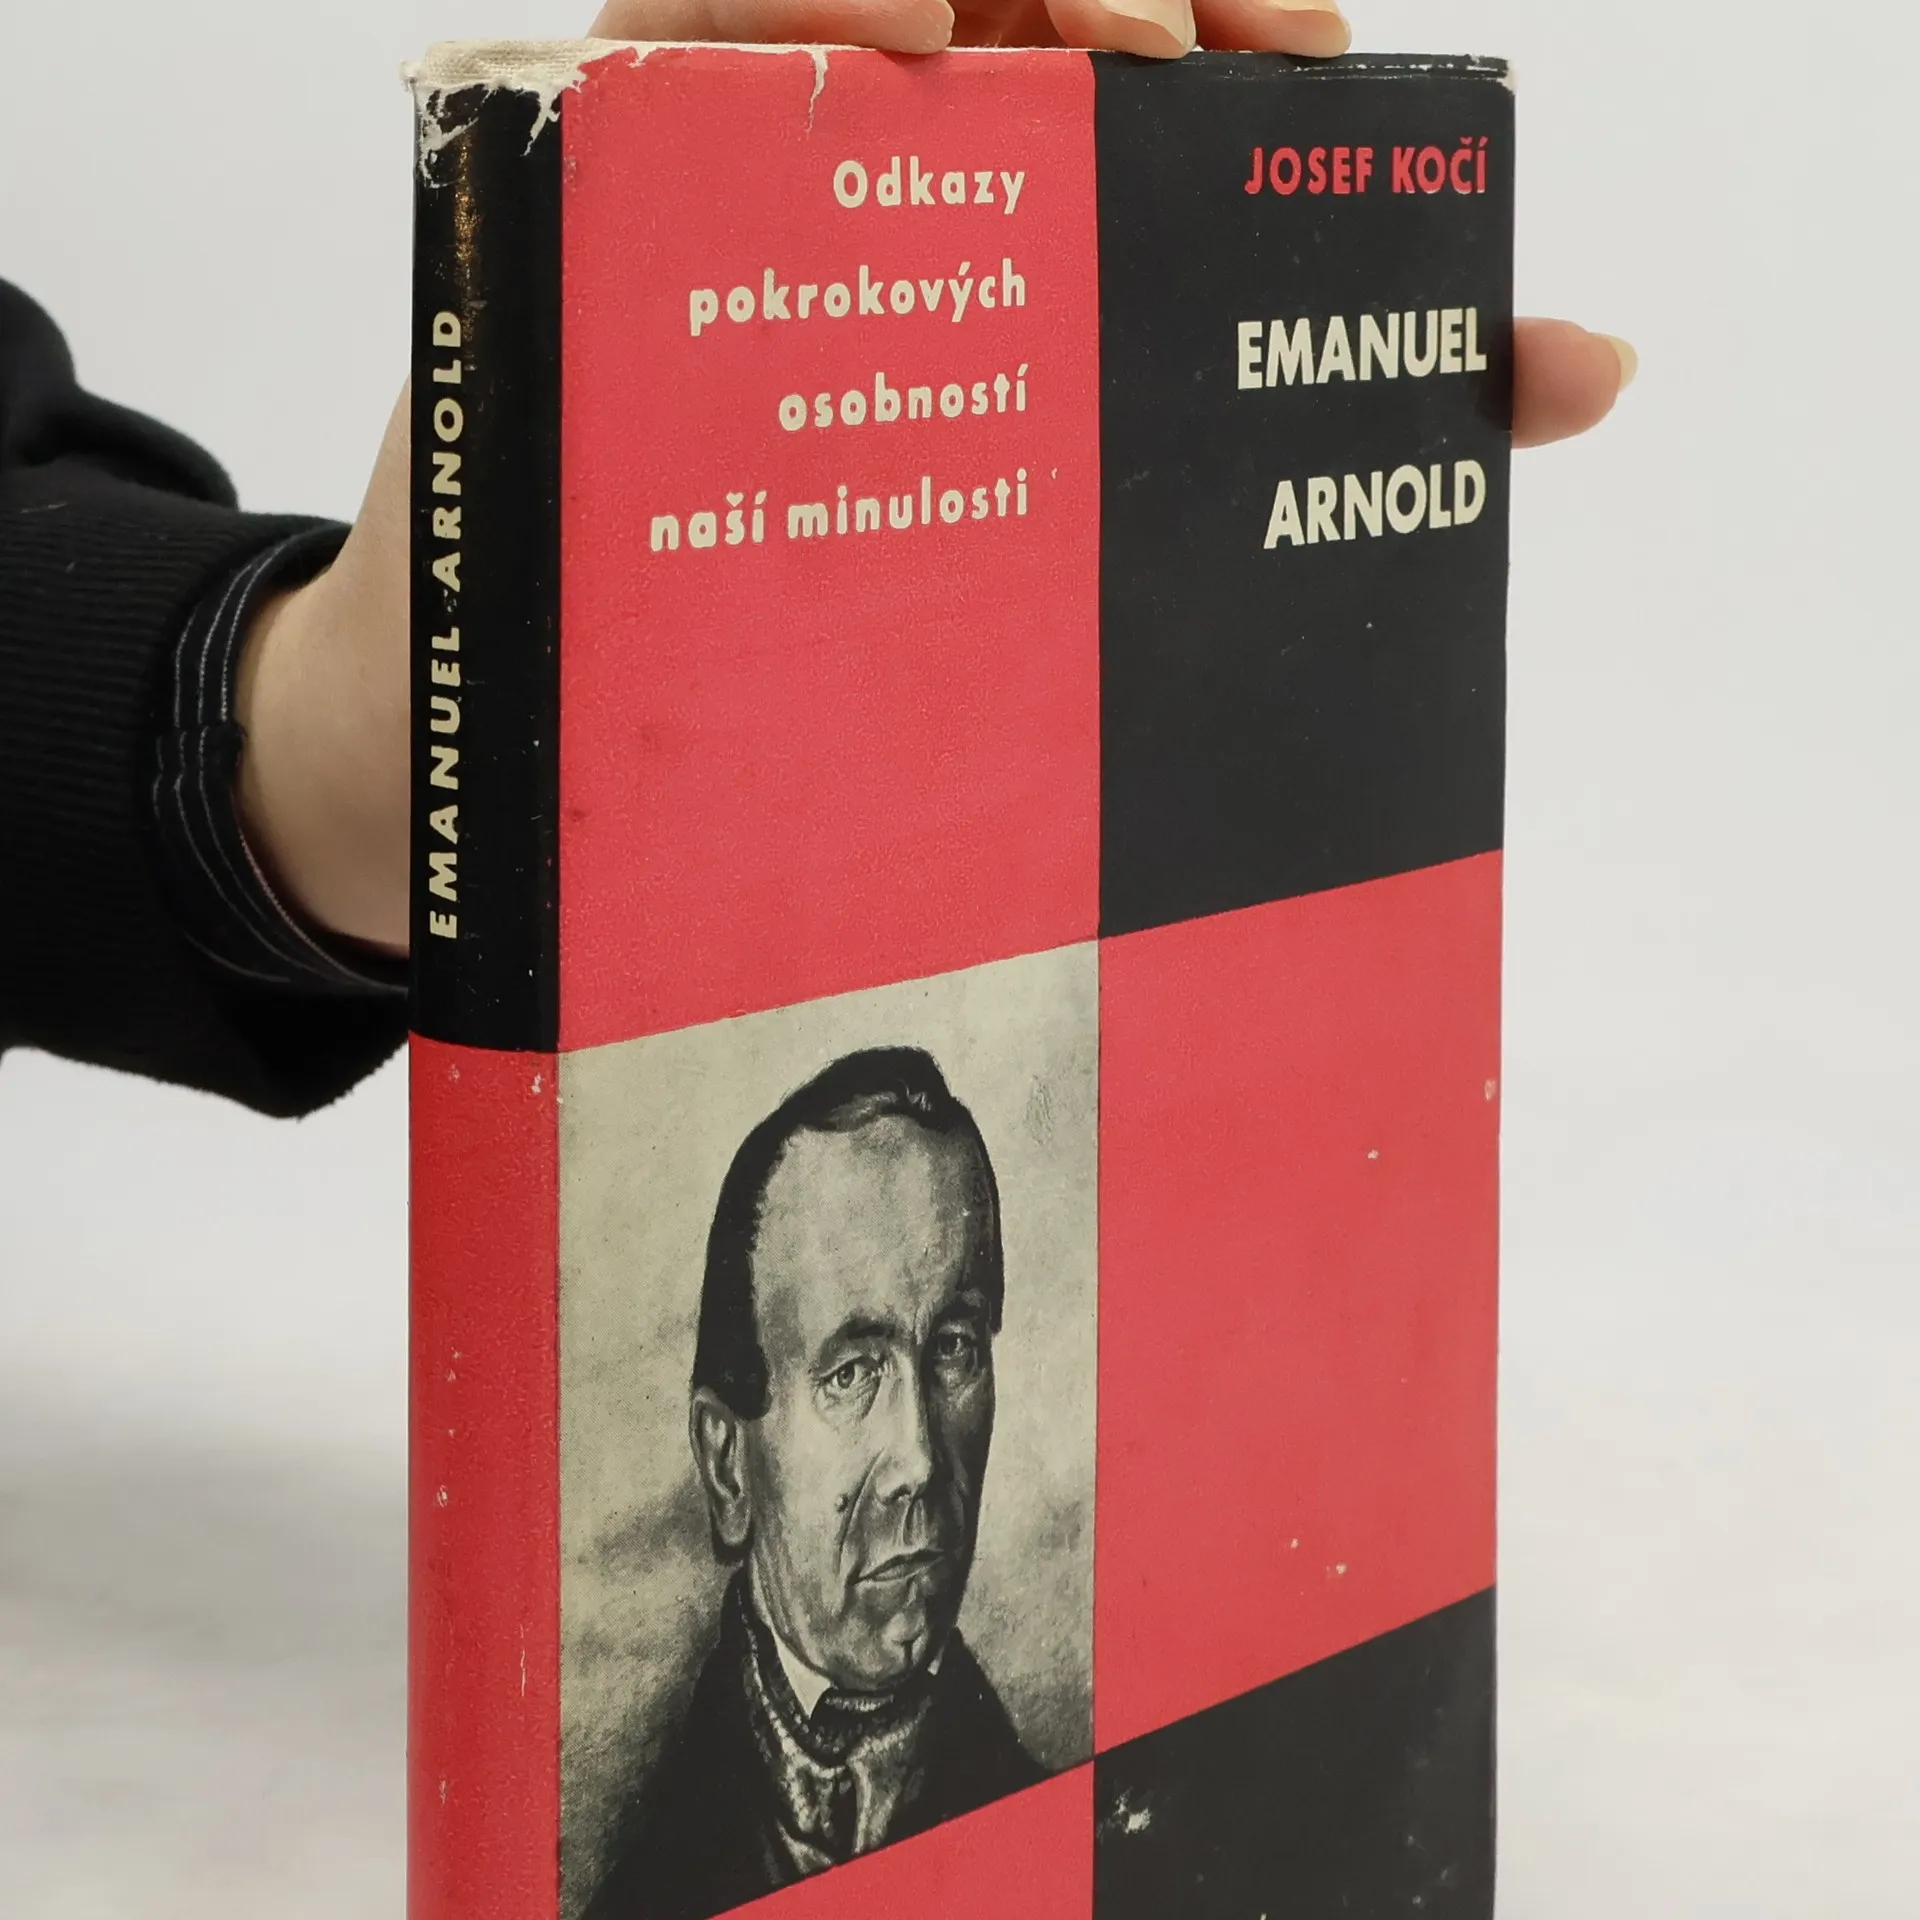 EMANUEL ARNOLD
Odkazy
pokrokových
osobností
naší minulosti
JOSEF KOČÍ
EMANUEL
ARNOLD